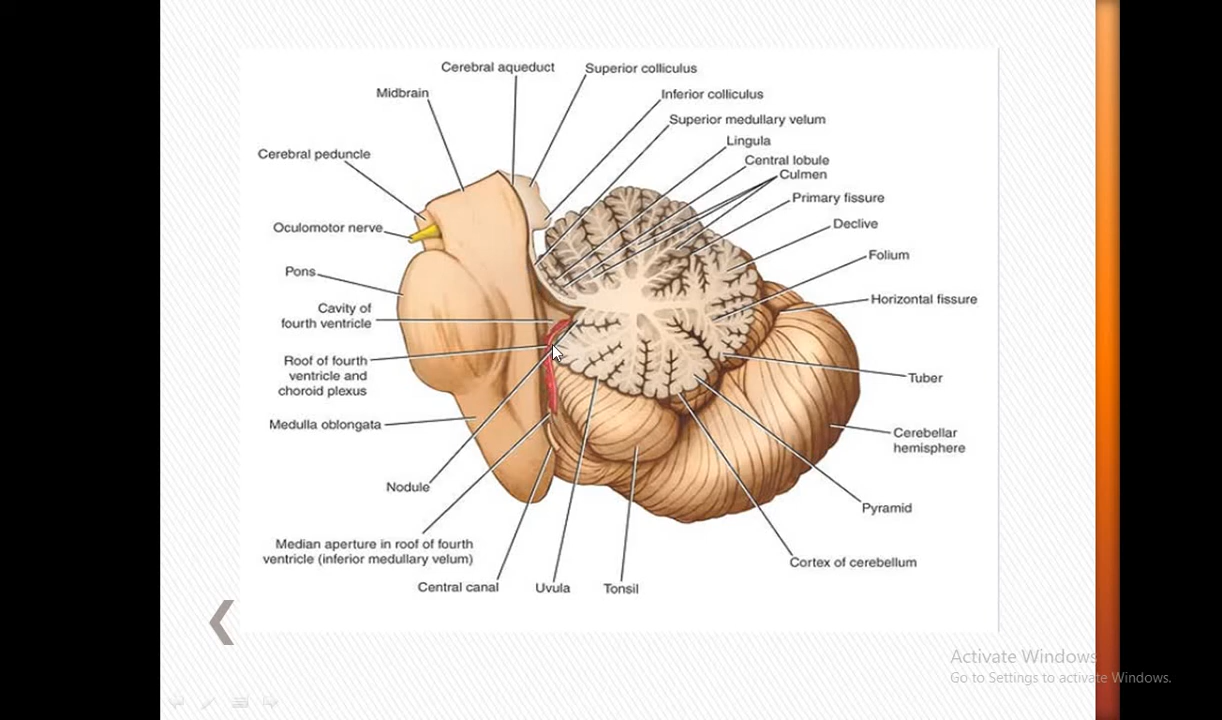 Cerebral aqueduct
Superior colliculus
Midbrain
Inferior colliculus
Superior medullary velum
Lingula
Cerebral peduncle
Central lobule
Culmen
Primary fissure
Oculomotor nerve
Declive
Folium
Pons
Horizontal fissure
Cavity of
fourth ventricle
Roof of fourth
ventricle and
choroid plexus
Tuber
Medulla oblongata
Cerebellar
hemisphere
Nodule
Pyramid
Median aperture in roof of fourth
ventricle (inferior medullary velum)
Cortex of cerebellum
Central canal
Uvula
Tonsil
Activate Windows
Go to Settings to activate Windows.